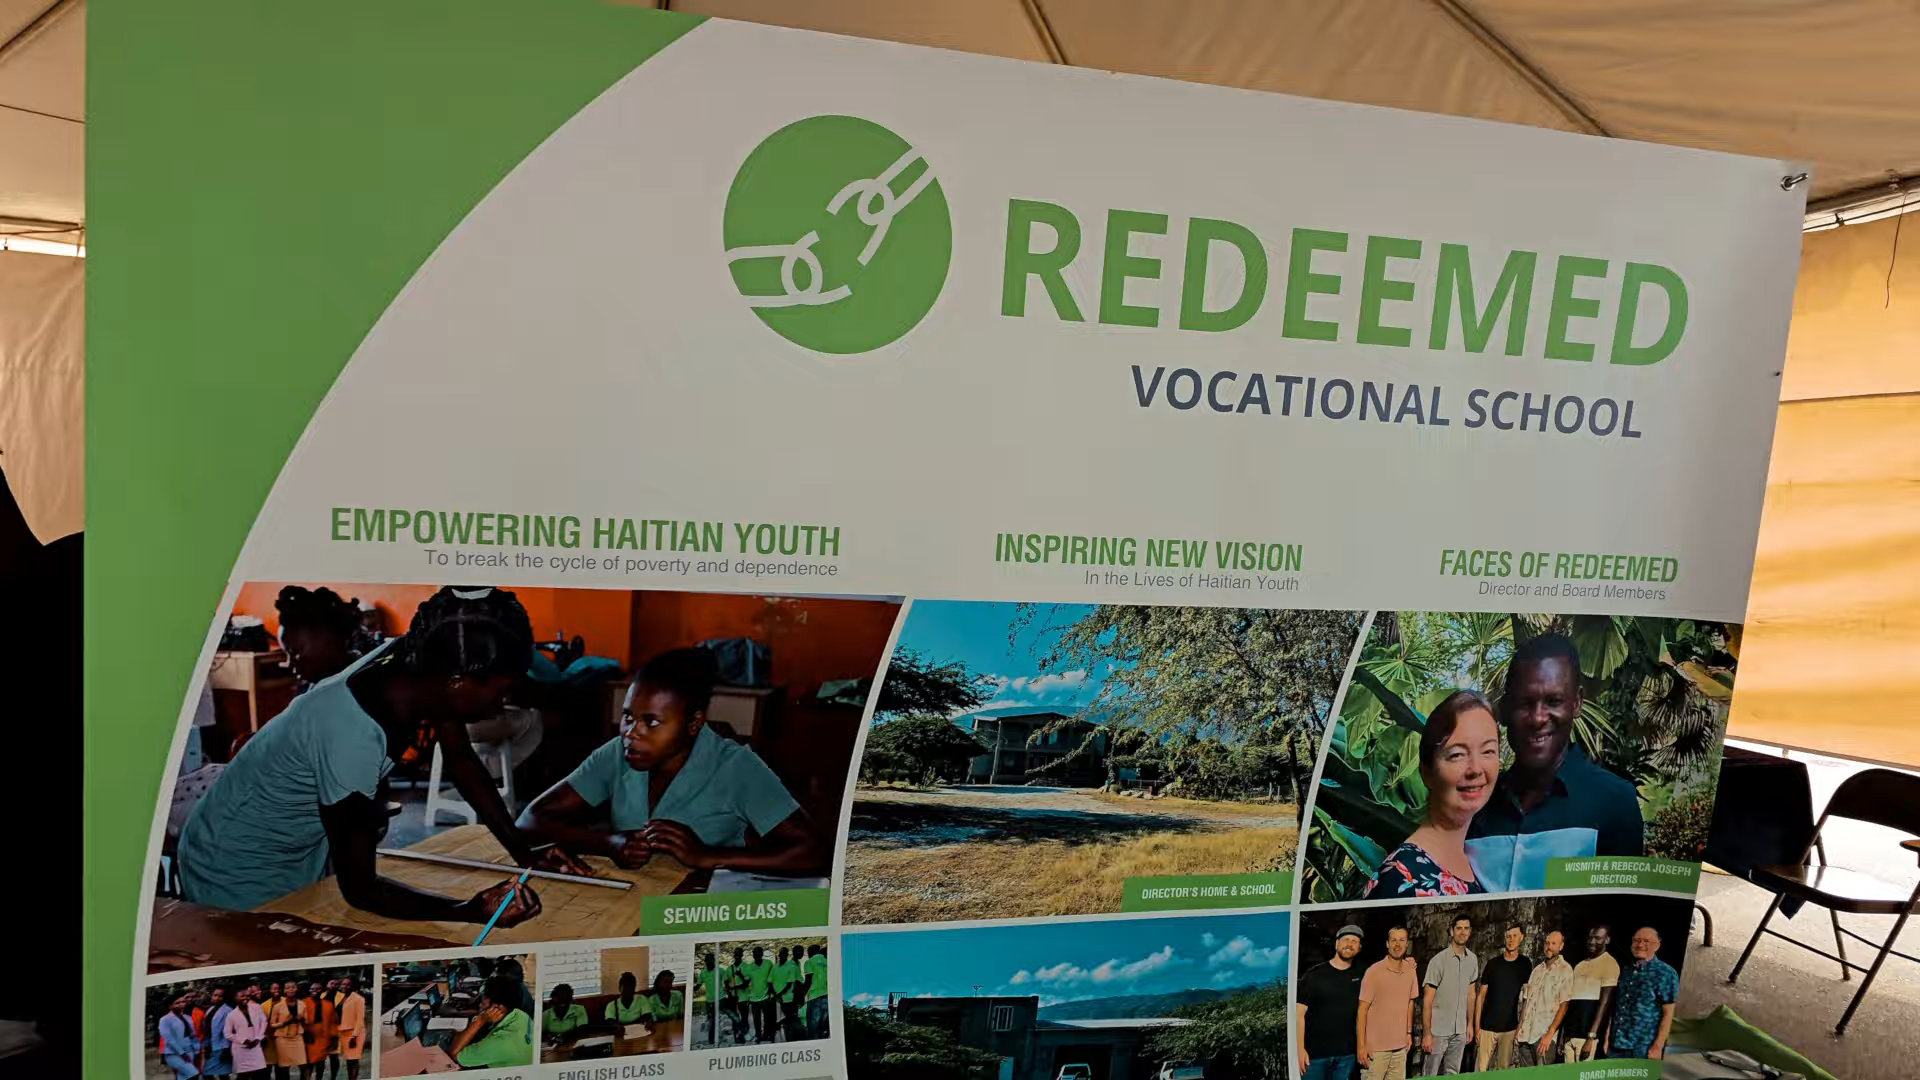 REDEEMED
VOCATIONAL SCHOOL
EMPOWERING HAITIAN YOUTH
To break the cycle of poverty and dependence
INSPIRING NEW VISION
In the Lives of Haitian Youth
FACES OF REDEEMED
Director and Board Members
SEWING CLASS
DIRECTOR'S HOME & SCHOOL
WISMITH & REBECCA JOSEPH
DIRECTORS
ENGLISH CLASS
PLUMBING CLASS
BOARD MEMBERS